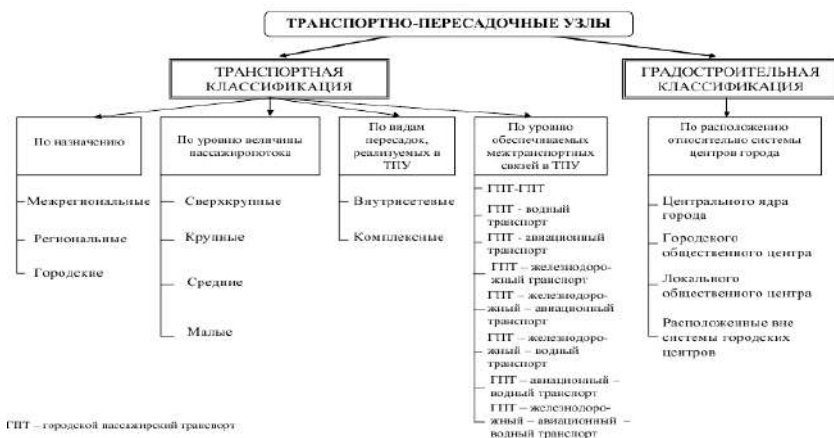 ТРАНСПОРТНО-ПЕРЕСАДОЧНЫЕ УЗЛЫ
ТРАНСПОРТНАЯ
КЛАССИФИКАЦИЯ
ГРАДОСТРОИТЕЛЬНАЯ
КЛАССИФИКАЦИЯ
По назначению
По уровню величины
пассажиропотока
По видам
пересадок,
реализуемых в
ТПУ
По уровню
обеспечиваемых
межтранспортных
связей в ТПУ
По расположению
относительно системы
центров города
Межрегиональные
Региональные
Городские
Сверхкрупные
Крупные
Средние
Малые
Внутрисетевые
Комплексные
ГПТ-ГПТ
ГПТ - водный
транспорт
ГПТ - авиационный
транспорт
ГПТ – железнодоро-
жный транспорт
ГПТ – железнодоро-
жный – авиационный
транспорт
ГПТ – железнодоро-
жный – водный
транспорт
ГПТ – авиационный –
водный транспорт
ГПТ – железнодоро-
жный – авиационный –
водный транспорт
Центрального ядра
города
Городского
общественного центра
Локального
общественного центра
Расположенные вне
системы городских
центров
ГПТ – городской пассажирский транспорт